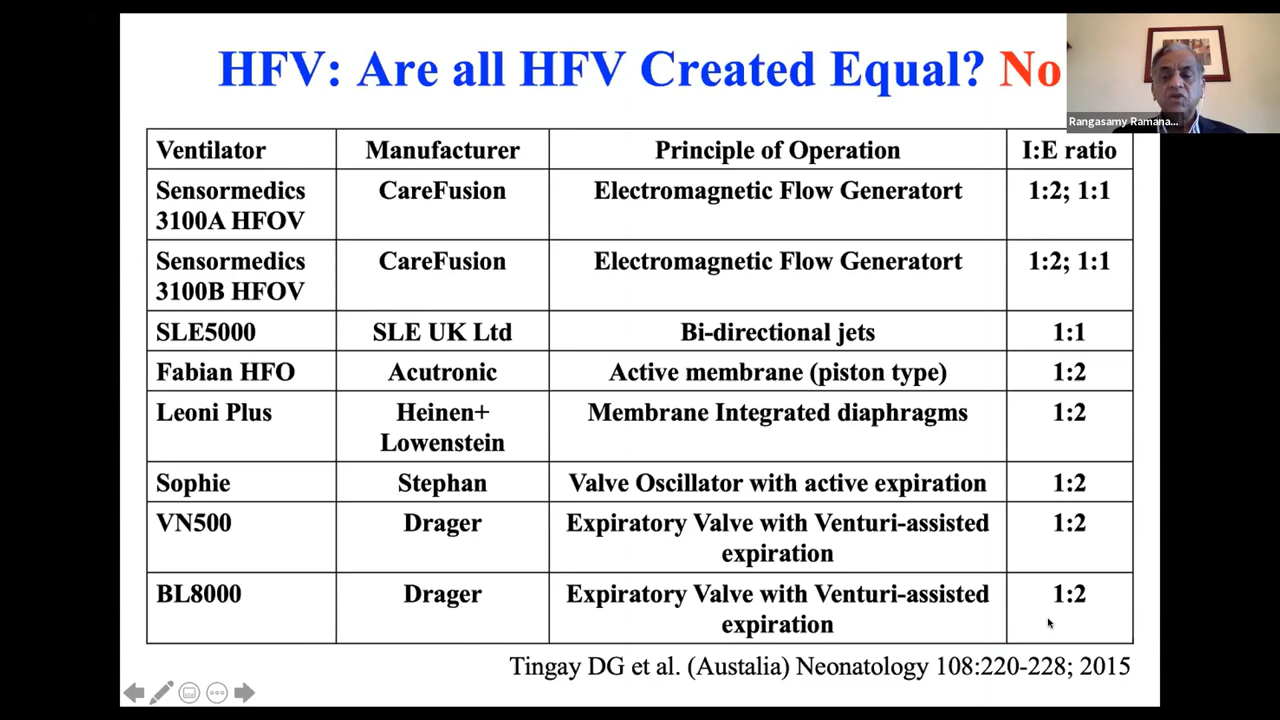 HFV: Are all HFV Created Equal? No
Rangasamy Ramana...
Ventilator Manufacturer Principle of Operation I:E ratio
Sensormedics CareFusion Electromagnetic Flow Generatort 1:2; 1:1
3100A HFOV
Sensormedics CareFusion Electromagnetic Flow Generatort 1:2; 1:1
3100B HFOV
SLE5000 SLE UK Ltd Bi-directional jets 1:1
Fabian HFO Acutronic Active membrane (piston type) 1:2
Leoni Plus Heinen+ Membrane Integrated diaphragms 1:2
Lowenstein
Sophie Stephan Valve Oscillator with active expiration 1:2
VN500 Drager Expiratory Valve with Venturi-assisted 1:2
expiration
BL8000 Drager Expiratory Valve with Venturi-assisted 1:2
expiration
Tingay DG et al. (Austalia) Neonatology 108:220-228; 2015